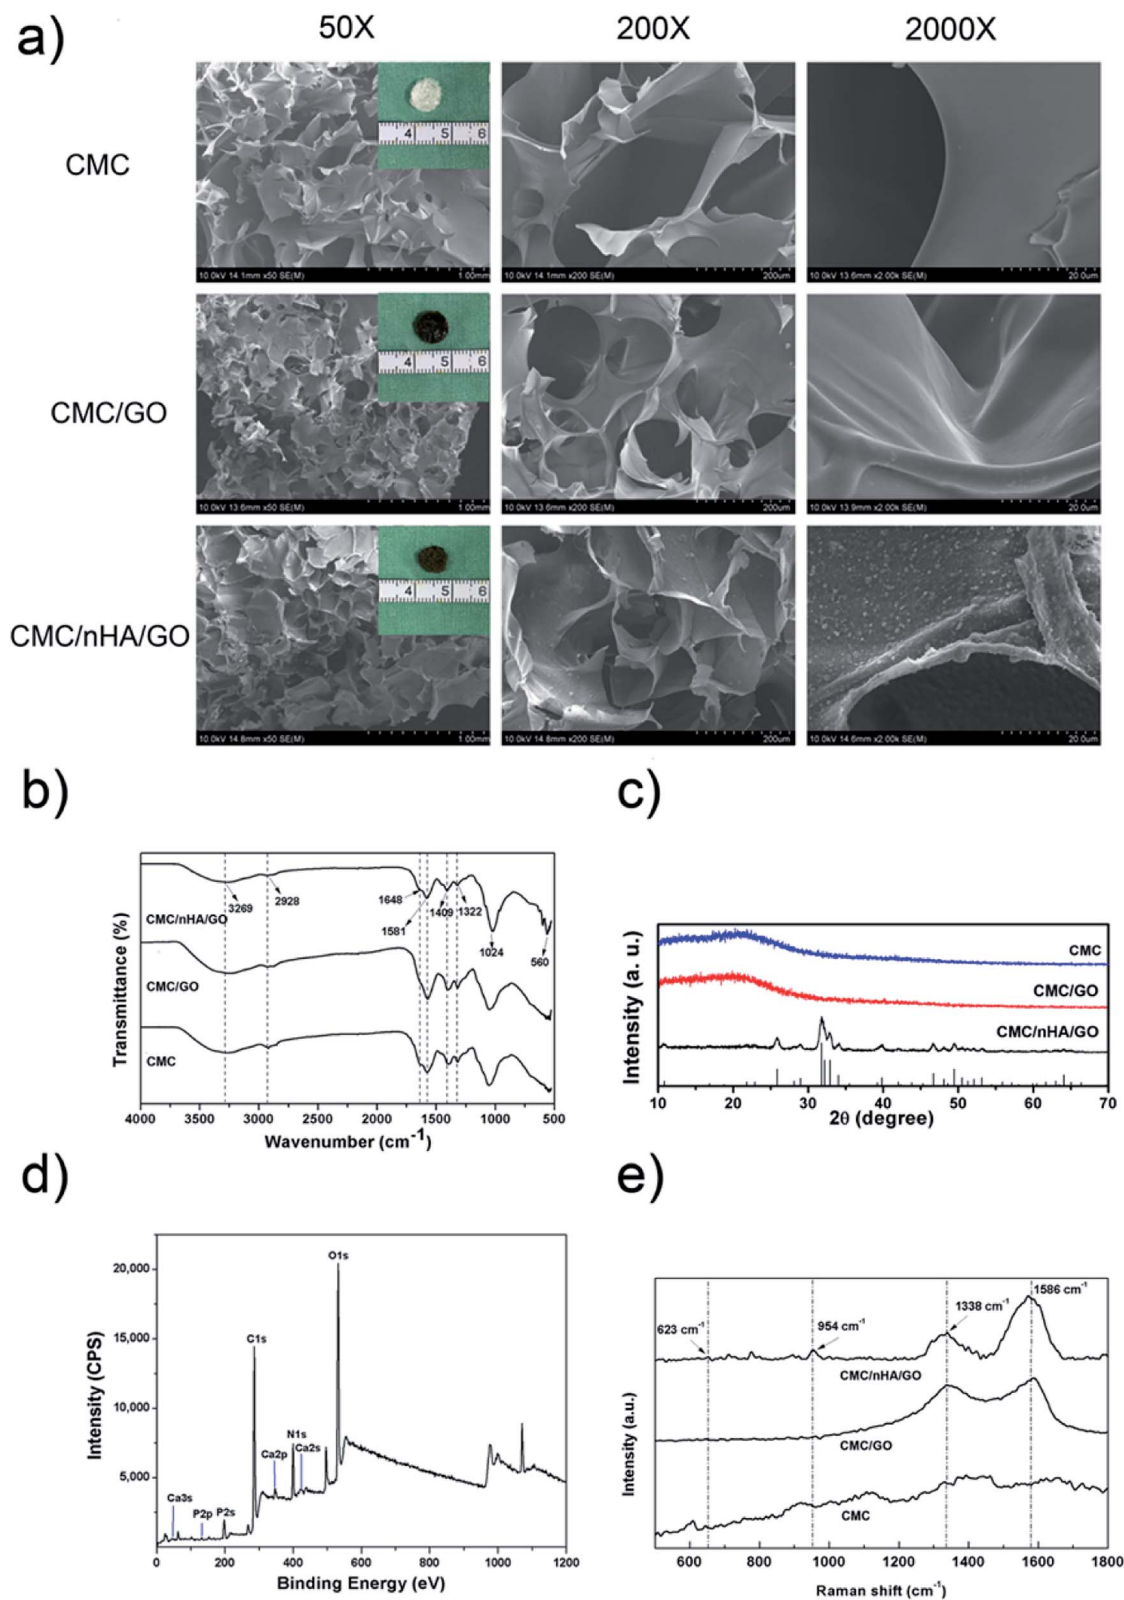 a)
50X
200X
2000X
CMC
4 5 6
10.0kV 14.1mm x50 SE(M) 1.00mm
10.0kV 14.1mm x200 SE(M) 200um
10.0kV 13.6mm x2.00k SE(M) 20.0um
CMC/GO
4 5 6
10.0kV 13.6mm x50 SE(M) 1.00mm
10.0kV 13.6mm x200 SE(M) 200um
10.0kV 13.9mm x2.00k SE(M) 20.0um
CMC/nHA/GO
4 5 6
10.0kV 14.8mm x50 SE(M) 1.00mm
10.0kV 14.8mm x200 SE(M) 200um
10.0kV 14.6mm x2.00k SE(M) 20.0um
b)
Transmittance (%)
3269
2928
1648
1581
1409
1322
1024
560
CMC/nHA/GO
CMC/GO
CMC
4000 3500 3000 2500 2000 1500 1000 500
Wavenumber (cm-1)
c)
Intensity (a. u.)
CMC
CMC/GO
CMC/nHA/GO
10 20 30 40 50 60 70
2θ (degree)
d)
Intensity (CPS)
20,000
15,000
10,000
5,000
O1s
C1s
N1s
Ca2p
Ca2s
Ca3s
P2p
P2s
0 200 400 600 800 1000 1200
Binding Energy (eV)
e)
Intensity (a.u.)
623 cm-1
954 cm-1
1338 cm-1
1586 cm-1
CMC/nHA/GO
CMC/GO
CMC
600 800 1000 1200 1400 1600 1800
Raman shift (cm-1)